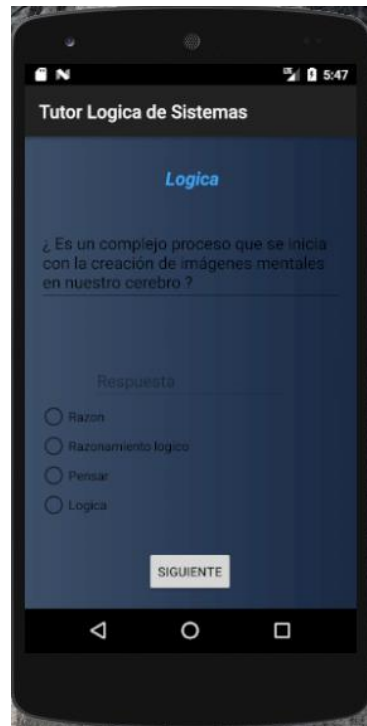 5:47
Tutor Logica de Sistemas
Logica
¿ Es un complejo proceso que se inicia
con la creación de imágenes mentales
en nuestro cerebro ?
Respuesta
Razon
Razonamiento logico
Pensar
Logica
SIGUIENTE